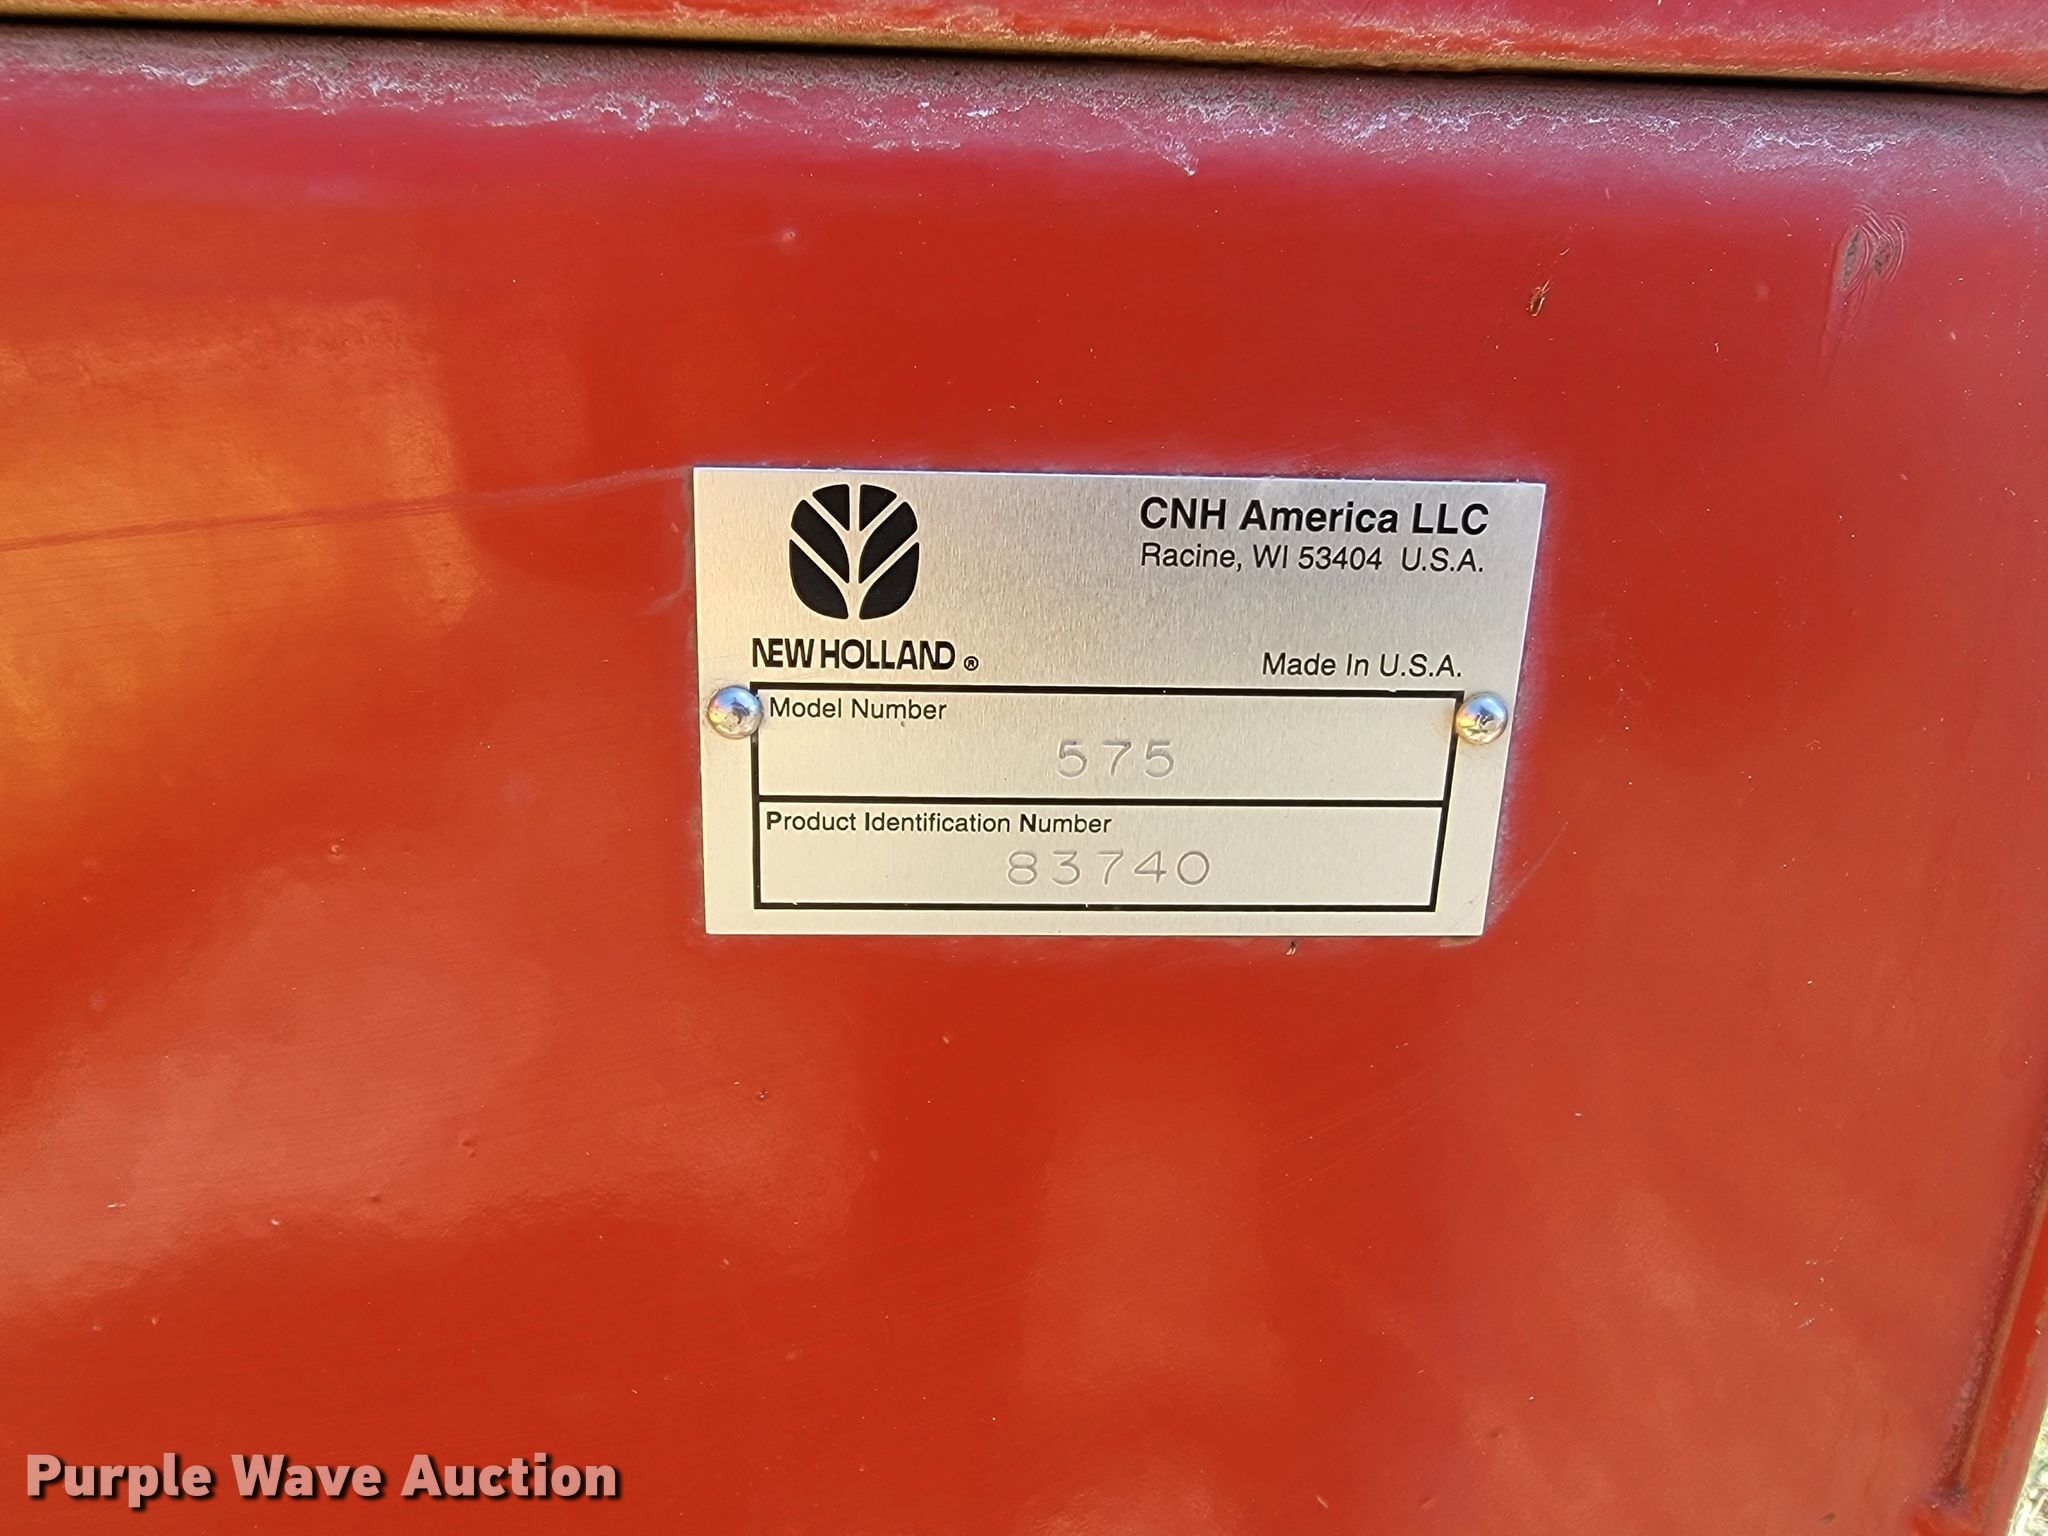 CNH America LLC
Racine, WI 53404 U.S.A.
NEW HOLLAND ®
Made In U.S.A.
Model Number
575
Product Identification Number
83740
Purple Wave Auction